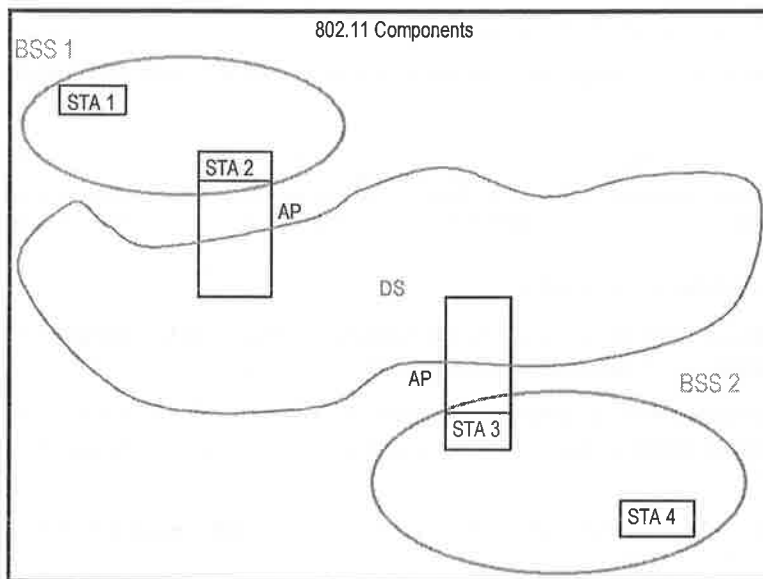 802.11 Components
BSS 1
STA 1
STA 2
AP
DS
AP
BSS 2
STA 3
STA 4